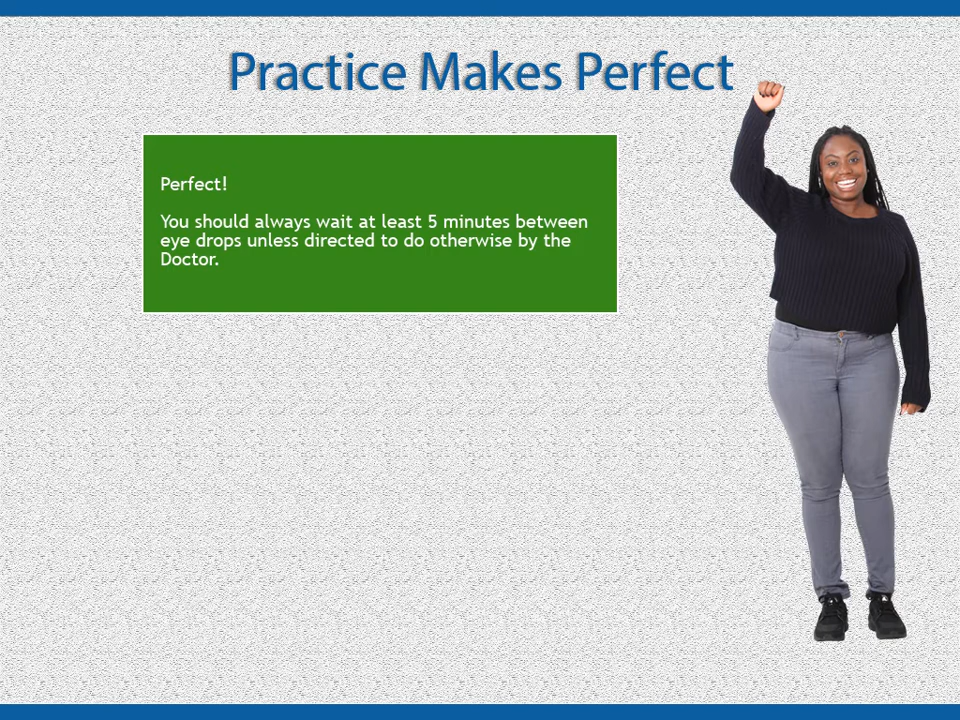 Practice Makes Perfect
Perfect!
You should always wait at least 5 minutes between
eye drops unless directed to do otherwise by the
Doctor.